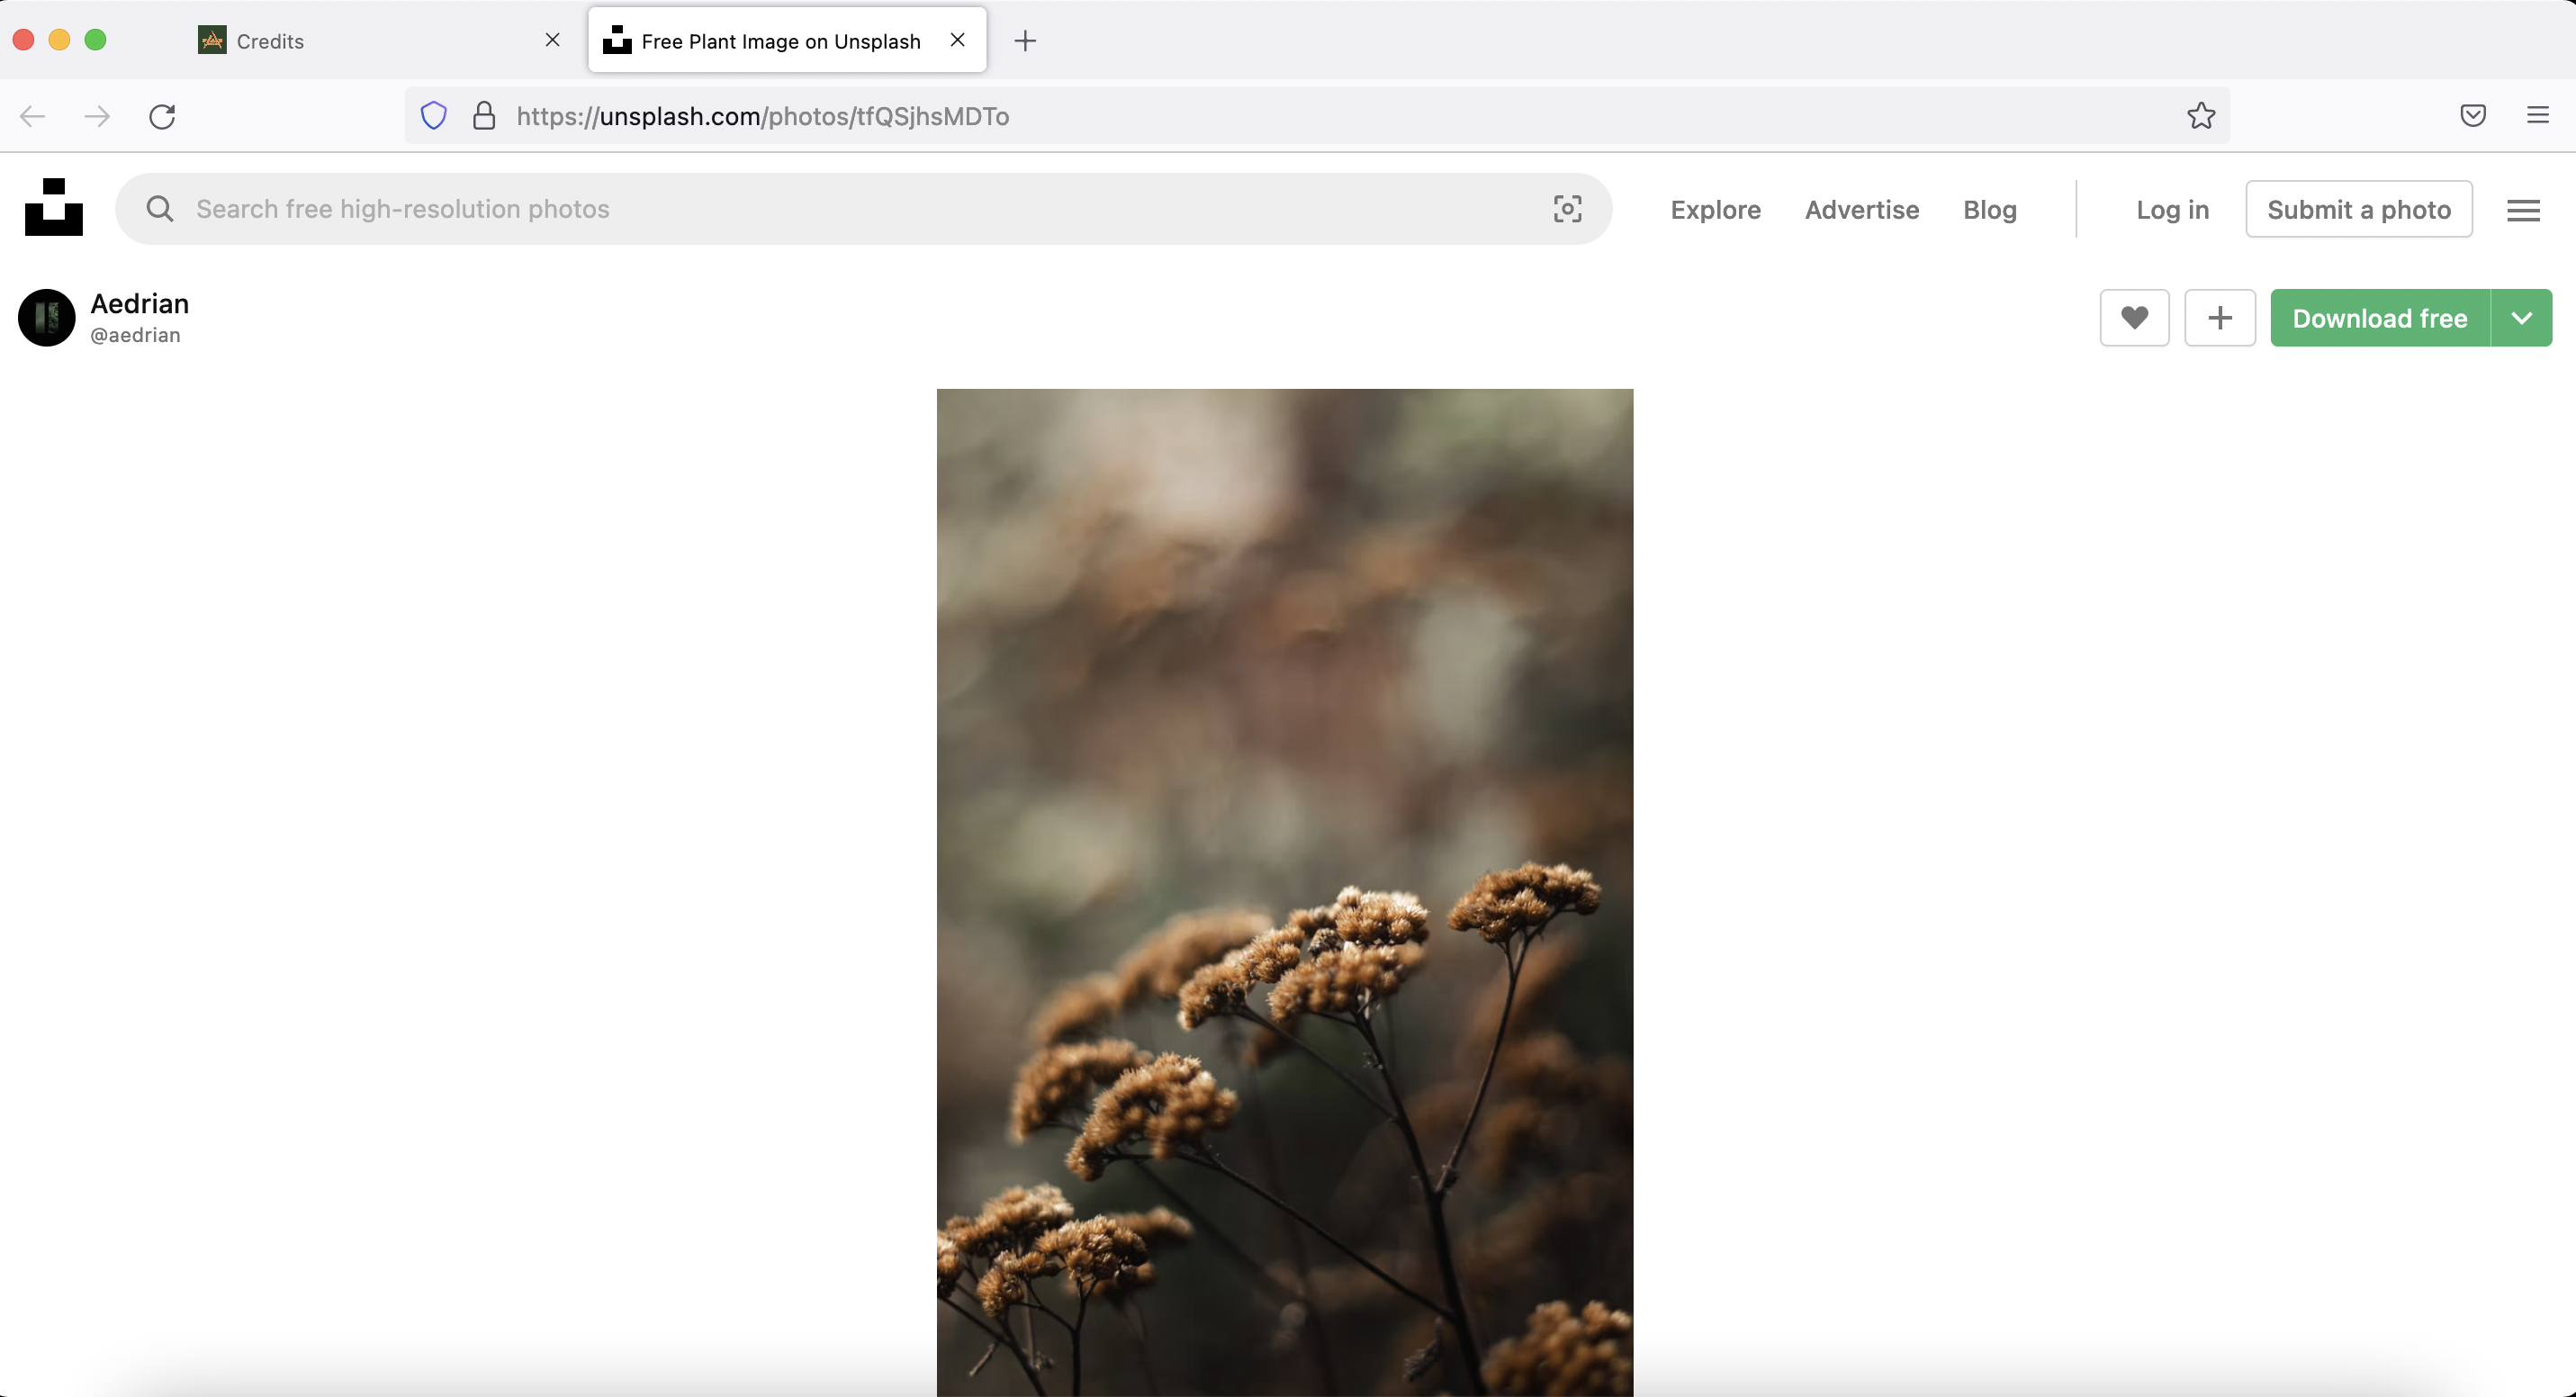 Credits
Free Plant Image on Unsplash
https://unsplash.com/photos/tfQSjhsMDTo
Search free high-resolution photos
Explore
Advertise
Blog
Log in
Submit a photo
Aedrian
@aedrian
Download free